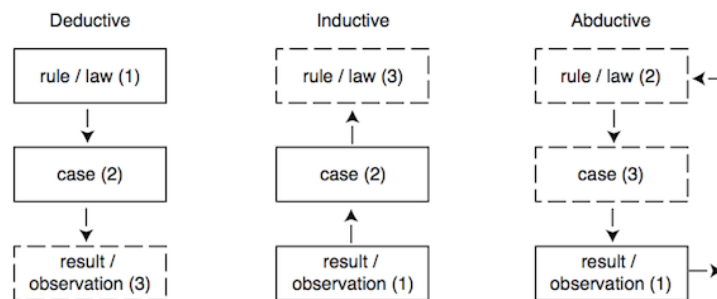 Deductive
Inductive
Abductive
rule / law (1)
rule / law (3)
rule / law (2)
case (2)
case (2)
case (3)
result /
observation (3)
result /
observation (1)
result /
observation (1)